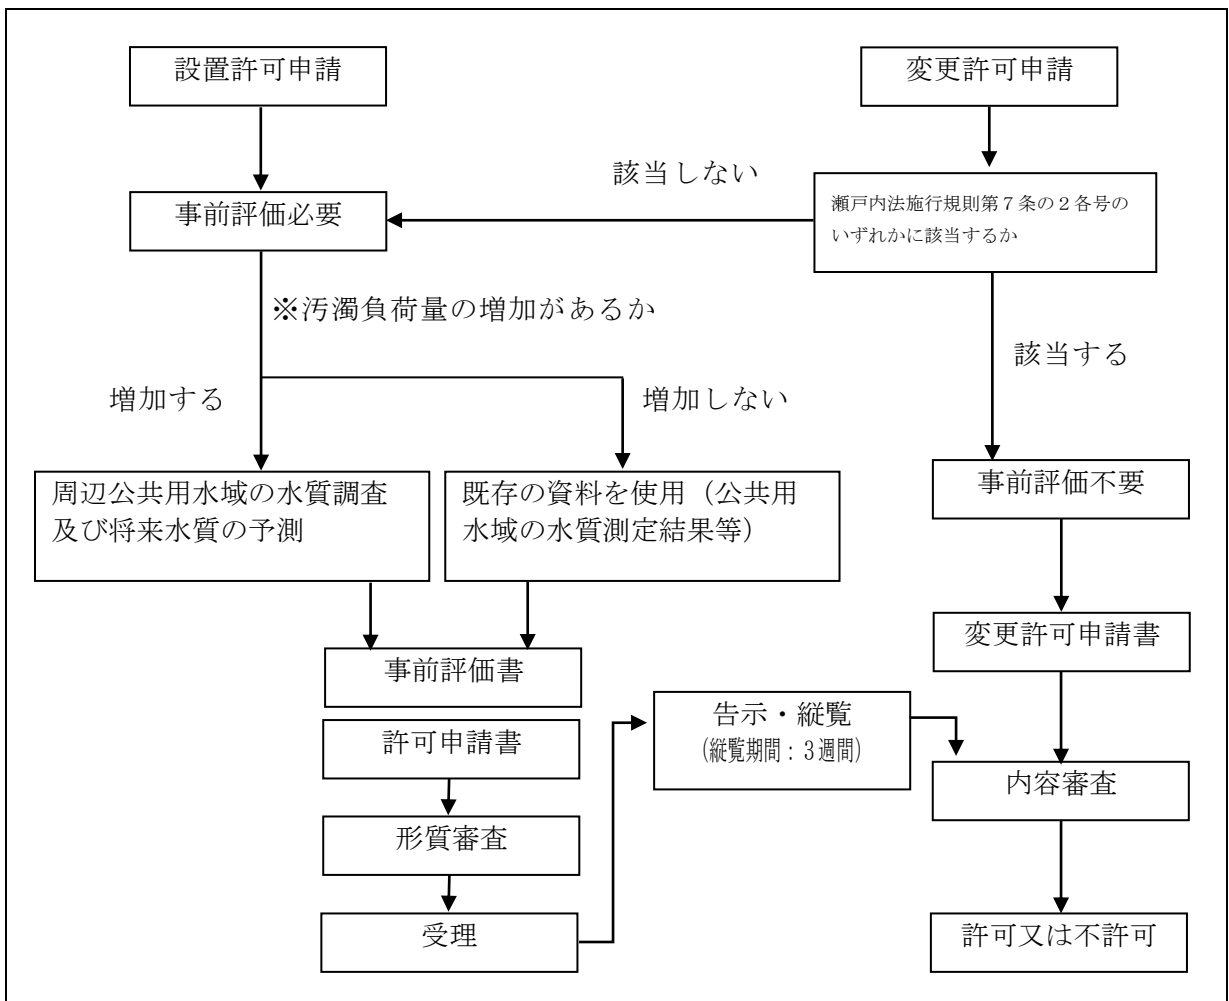 設置許可申請
変更許可申請
該当しない
事前評価必要
瀬戸内法施行規則第7条の2各号の
いずれかに該当するか
※汚濁負荷量の増加があるか
該当する
増加する
増加しない
周辺公共用水域の水質調査
及び将来水質の予測
既存の資料を使用（公共用
水域の水質測定結果等）
事前評価不要
変更許可申請書
事前評価書
許可申請書
告示・縦覧
（縦覧期間：3週間）
内容審査
形質審査
受理
許可又は不許可